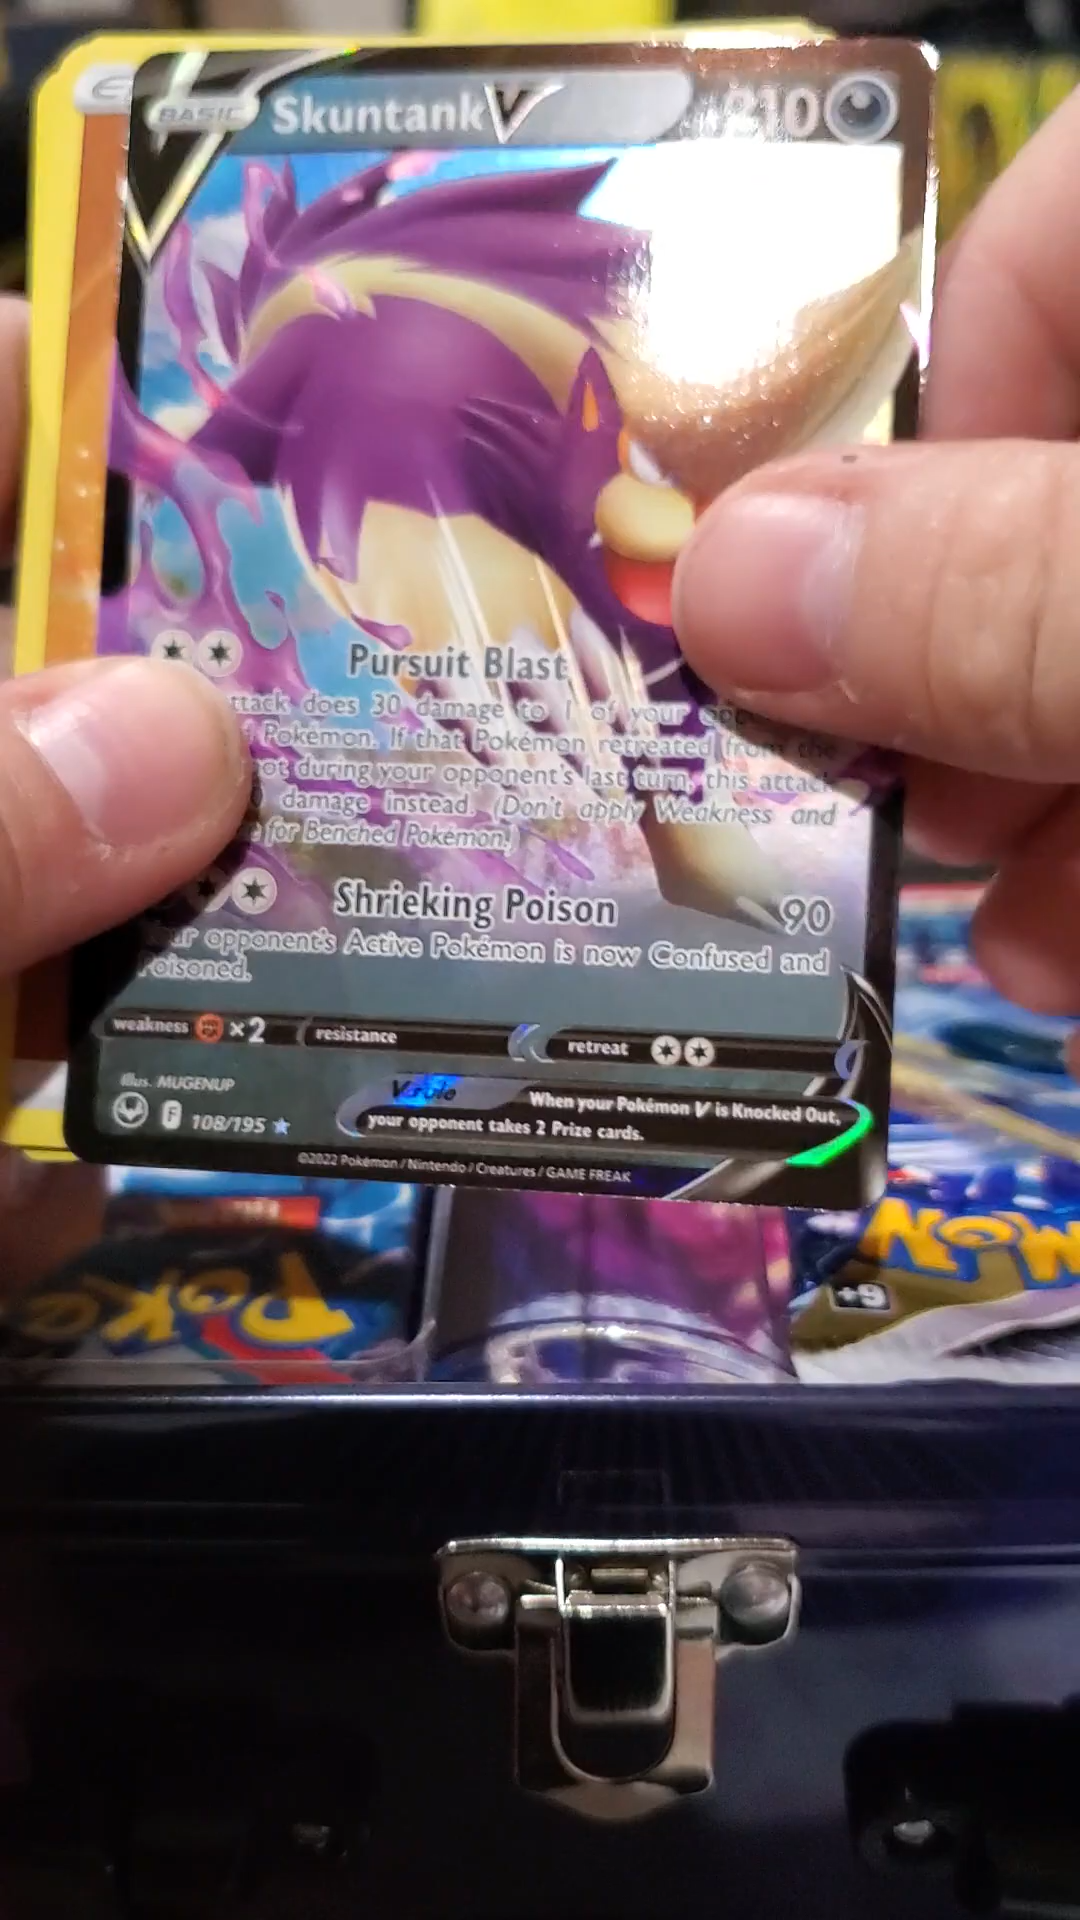 BASIC Skuntank V 210
Pursuit Blast
ttack does 30 damage to 1 of your
Pokémon. If that Pokémon retreated from the
during your opponent's last turn, this attack
damage instead. (Don't apply Weakness and
for Benched Pokémon.)
Shrieking Poison 90
opponent's Active Pokémon is now Confused and
Poisoned.
weakness ×2 resistance retreat
Illus. MUGENUP
V rule When your Pokémon V is Knocked Out,
your opponent takes 2 Prize cards.
F 108/195
©2022 Pokémon / Nintendo / Creatures / GAME FREAK
+9